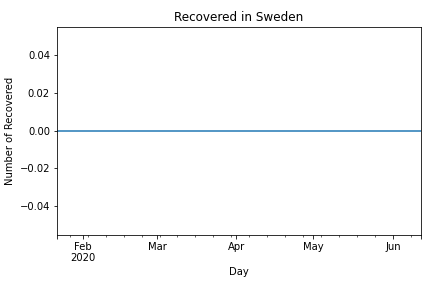 Recovered in Sweden
Number of Recovered
0.04
0.02
0.00
−0.02
−0.04
Feb
2020
Mar
Apr
May
Jun
Day